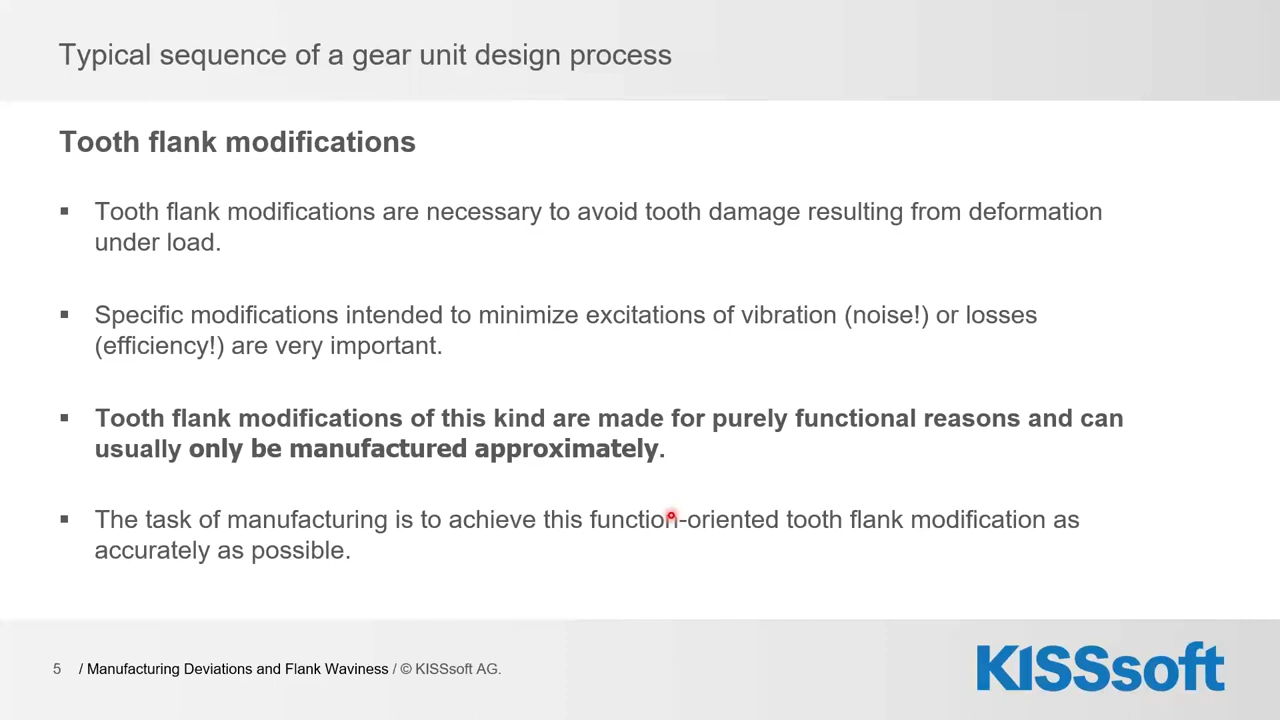 Typical sequence of a gear unit design process
Tooth flank modifications
▪ Tooth flank modifications are necessary to avoid tooth damage resulting from deformation
under load.
▪ Specific modifications intended to minimize excitations of vibration (noise!) or losses
(efficiency!) are very important.
▪ Tooth flank modifications of this kind are made for purely functional reasons and can
usually only be manufactured approximately.
▪ The task of manufacturing is to achieve this function-oriented tooth flank modification as
accurately as possible.
5 / Manufacturing Deviations and Flank Waviness / © KISSsoft AG.
KISSsoft